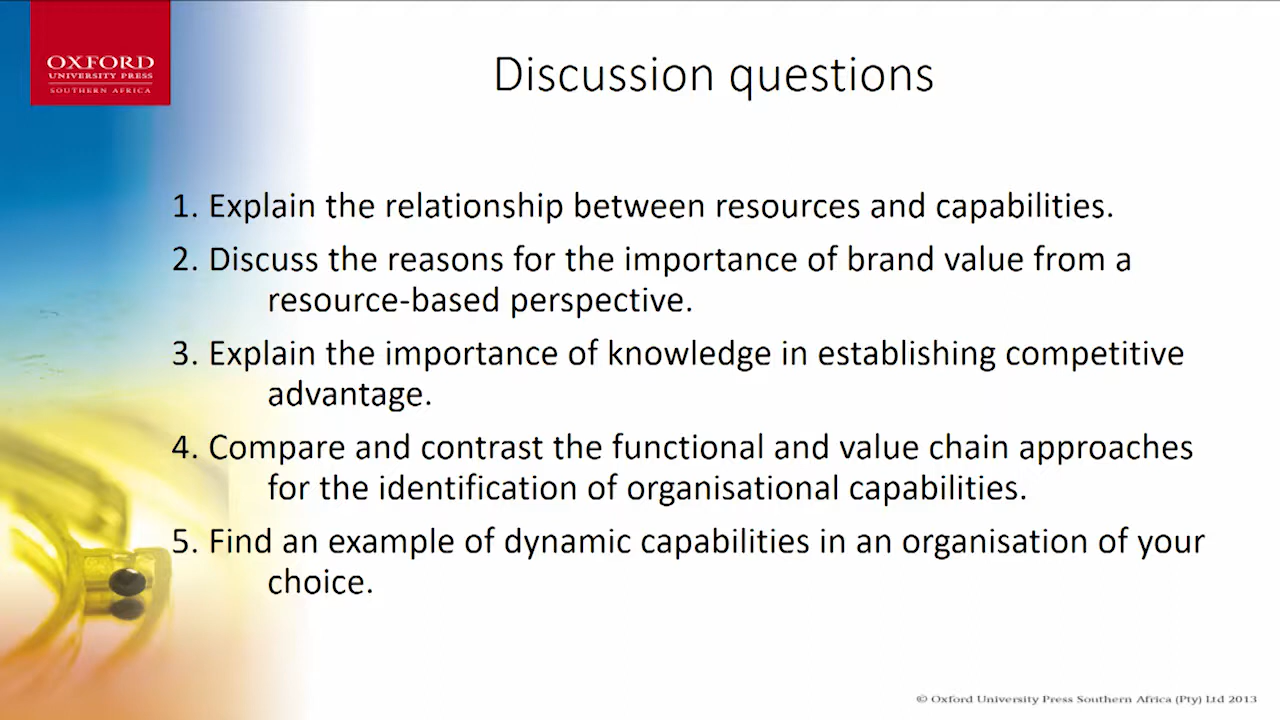 OXFORD
UNIVERSITY PRESS
SOUTHERN AFRICA
Discussion questions
1. Explain the relationship between resources and capabilities.
2. Discuss the reasons for the importance of brand value from a
resource-based perspective.
3. Explain the importance of knowledge in establishing competitive
advantage.
4. Compare and contrast the functional and value chain approaches
for the identification of organisational capabilities.
5. Find an example of dynamic capabilities in an organisation of your
choice.
© Oxford University Press Southern Africa (Pty) Ltd 2013